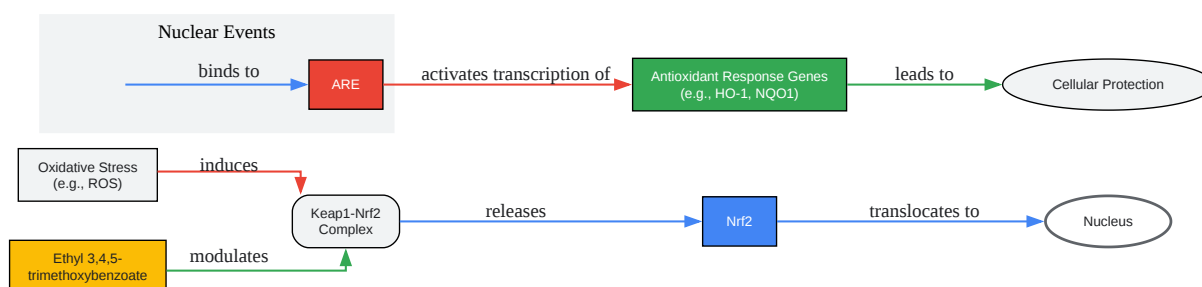 Nuclear Events
binds to
ARE
activates transcription of
Antioxidant Response Genes
(e.g., HO-1, NQO1)
leads to
Cellular Protection
Oxidative Stress
(e.g., ROS)
induces
Keap1-Nrf2
Complex
releases
Nrf2
translocates to
Nucleus
Ethyl 3,4,5-
trimethoxybenzoate
modulates